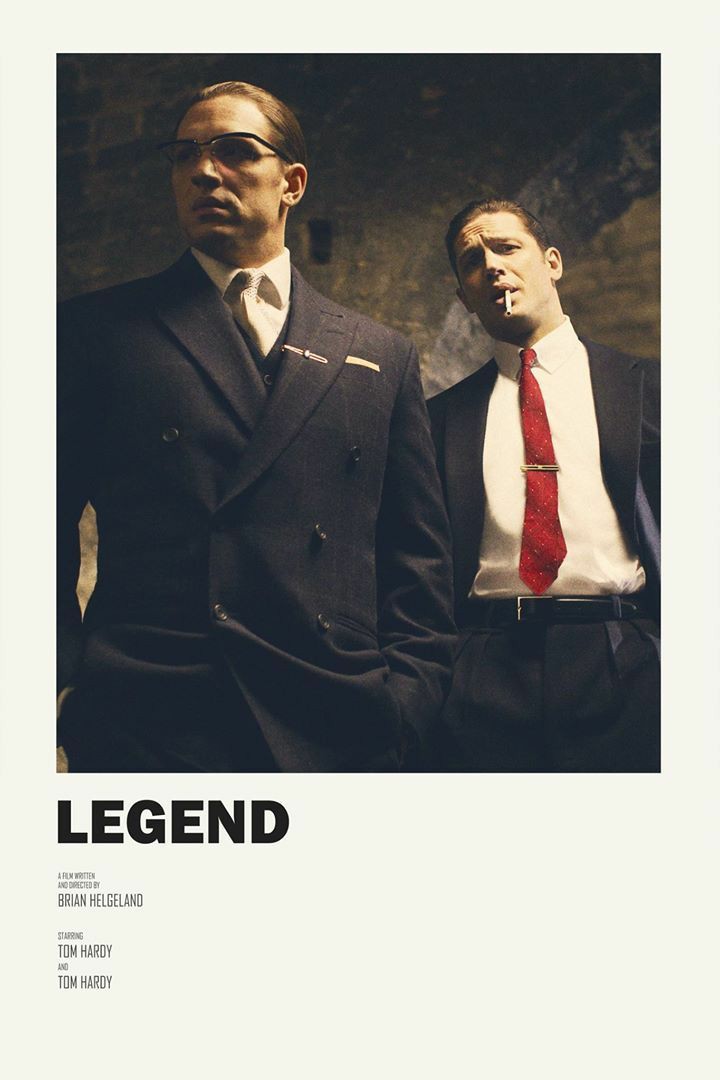 LEGEND
A FILM WRITTEN
AND DIRECTED BY
BRIAN HELGELAND
STARRING
TOM HARDY
AND
TOM HARDY